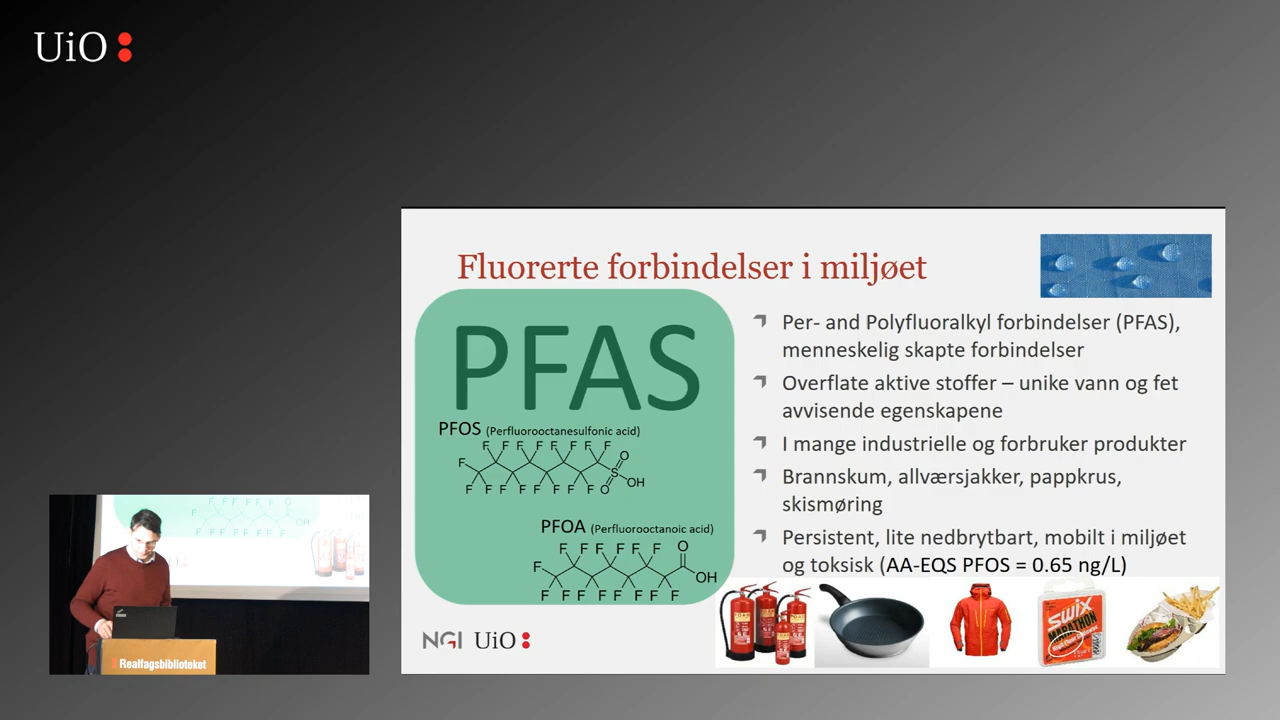 UiO
Fluorerte forbindelser i miljøet
PFAS
PFOS (Perfluorooctanesulfonic acid)
F F F F F F F
F
O
S
OH
O
F F F F F F F F
PFOA (Perfluorooctanoic acid)
F F F F F F
O
F
OH
F F F F F F F
Per- and Polyfluoralkyl forbindelser (PFAS),
menneskelig skapte forbindelser
Overflate aktive stoffer – unike vann og fet
avvisende egenskapene
I mange industrielle og forbruker produkter
Brannskum, allværsjakker, pappkrus,
skismøring
Persistent, lite nedbrytbart, mobilt i miljøet
og toksisk (AA-EQS PFOS = 0.65 ng/L)
NGI UiO
SWIX
MARATHON
Realfagsbiblioteket